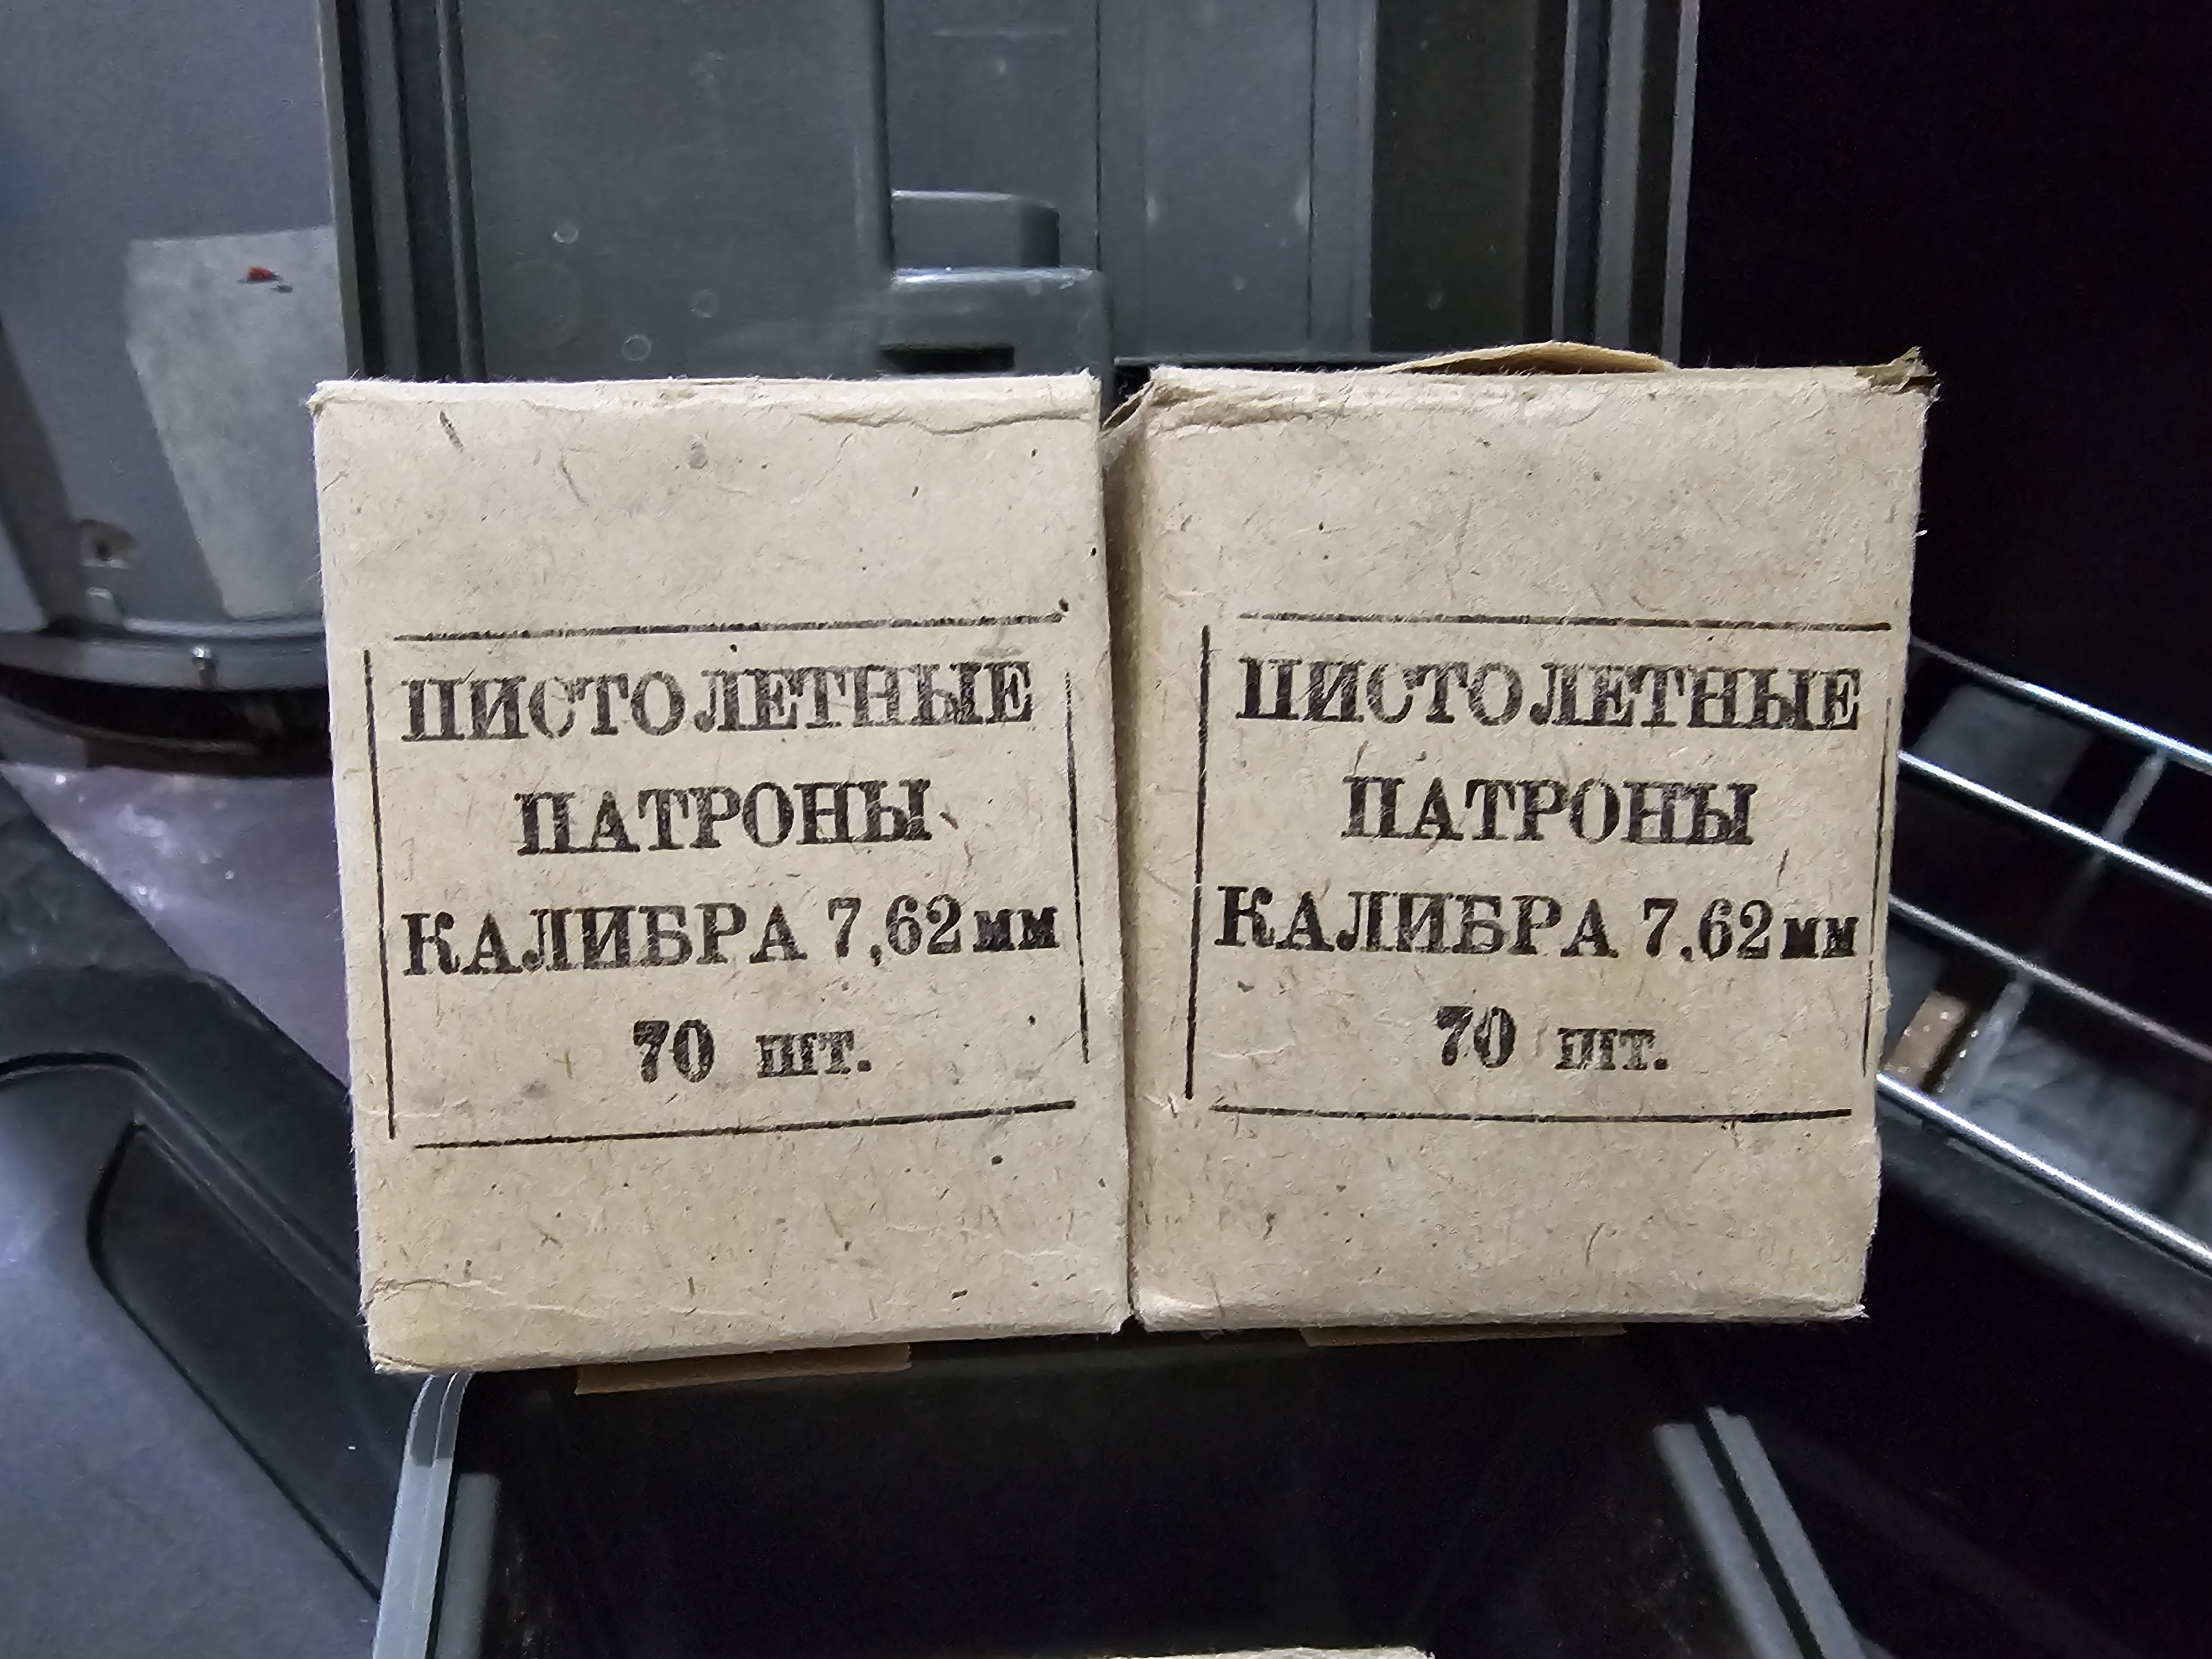 ПИСТОЛЕТНЫЕ
ПАТРОНЫ
КАЛИБРА 7,62мм
70 шт.
ПИСТОЛЕТНЫЕ
ПАТРОНЫ
КАЛИБРА 7,62мм
70 шт.